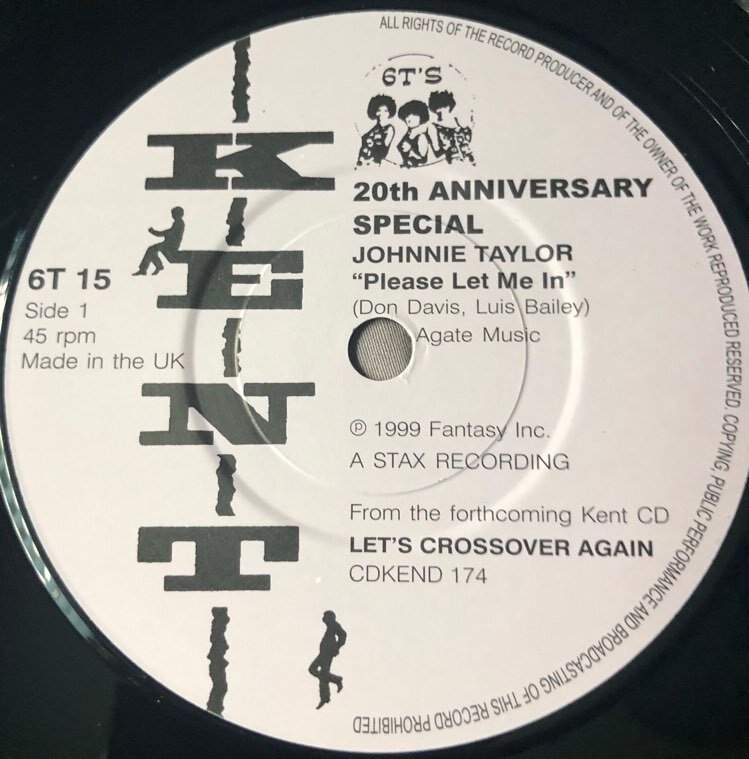 ALL RIGHTS OF THE RECORD PRODUCER AND OF THE OWNER OF THE WORK REPRODUCED RESERVED. COPYING, PUBLIC PERFORMANCE AND BROADCASTING OF THIS RECORD PROHIBITED
6T'S
KENT
20th ANNIVERSARY
SPECIAL
JOHNNIE TAYLOR
“Please Let Me In”
(Don Davis, Luis Bailey)
Agate Music
6T 15
Side 1
45 rpm
Made in the UK
℗ 1999 Fantasy Inc.
A STAX RECORDING
From the forthcoming Kent CD
LET'S CROSSOVER AGAIN
CDKEND 174